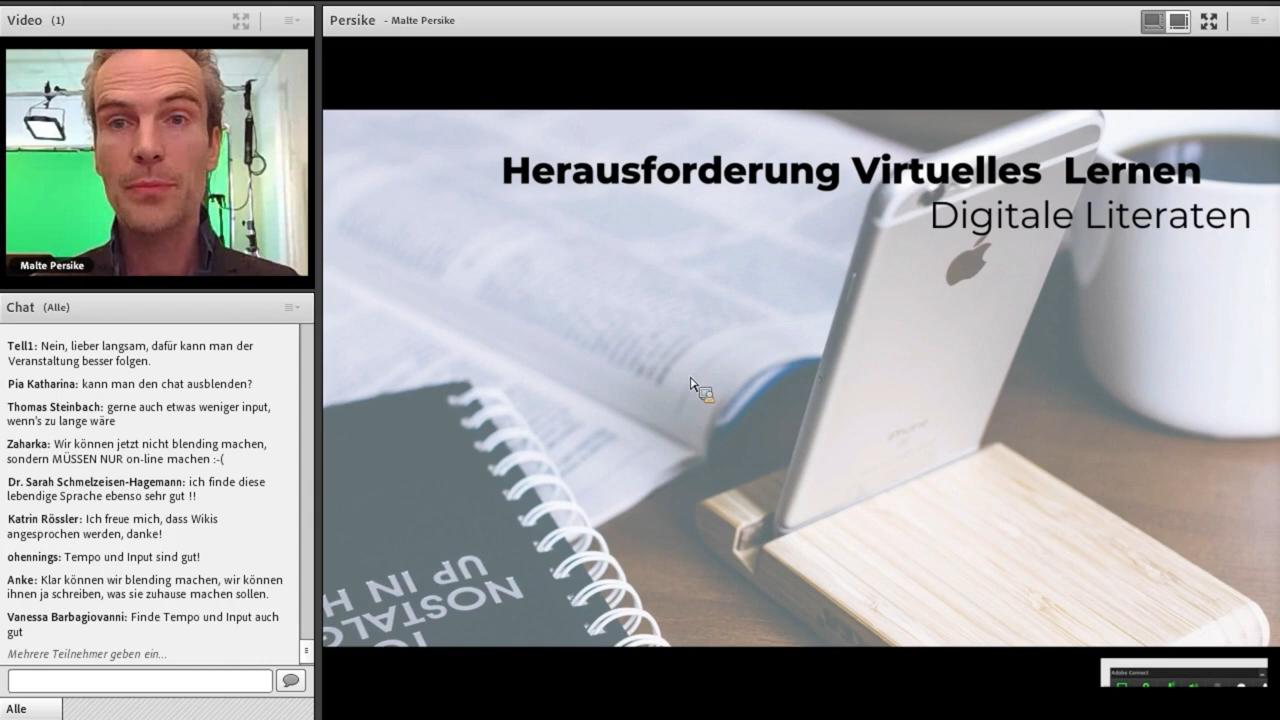 Video (1)
Persike - Malte Persike
Malte Persike
Herausforderung Virtuelles Lernen
Digitale Literaten
iPhone
NOSTALG
UP IN H
Chat (Alle)
Tell1: Nein, lieber langsam, dafür kann man der
Veranstaltung besser folgen.
Pia Katharina: kann man den chat ausblenden?
Thomas Steinbach: gerne auch etwas weniger input,
wenn's zu lange wäre
Zaharka: Wir können jetzt nicht blending machen,
sondern MÜSSEN NUR on-line machen :-(
Dr. Sarah Schmelzeisen-Hagemann: ich finde diese
lebendige Sprache ebenso sehr gut !!
Katrin Rössler: Ich freue mich, dass Wikis
angesprochen werden, danke!
ohennings: Tempo und Input sind gut!
Anke: Klar können wir blending machen, wir können
ihnen ja schreiben, was sie zuhause machen sollen.
Vanessa Barbagiovanni: Finde Tempo und Input auch
gut
Mehrere Teilnehmer geben ein...
Alle
Adobe Connect